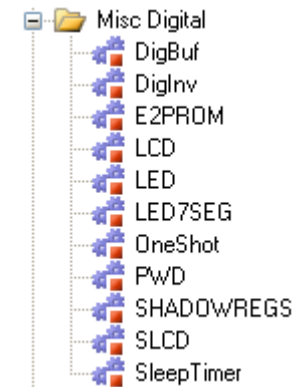 Misc Digital
DigBuf
DigInv
E2PROM
LCD
LED
LED7SEG
OneShot
PWD
SHADOWREGS
SLCD
SleepTimer